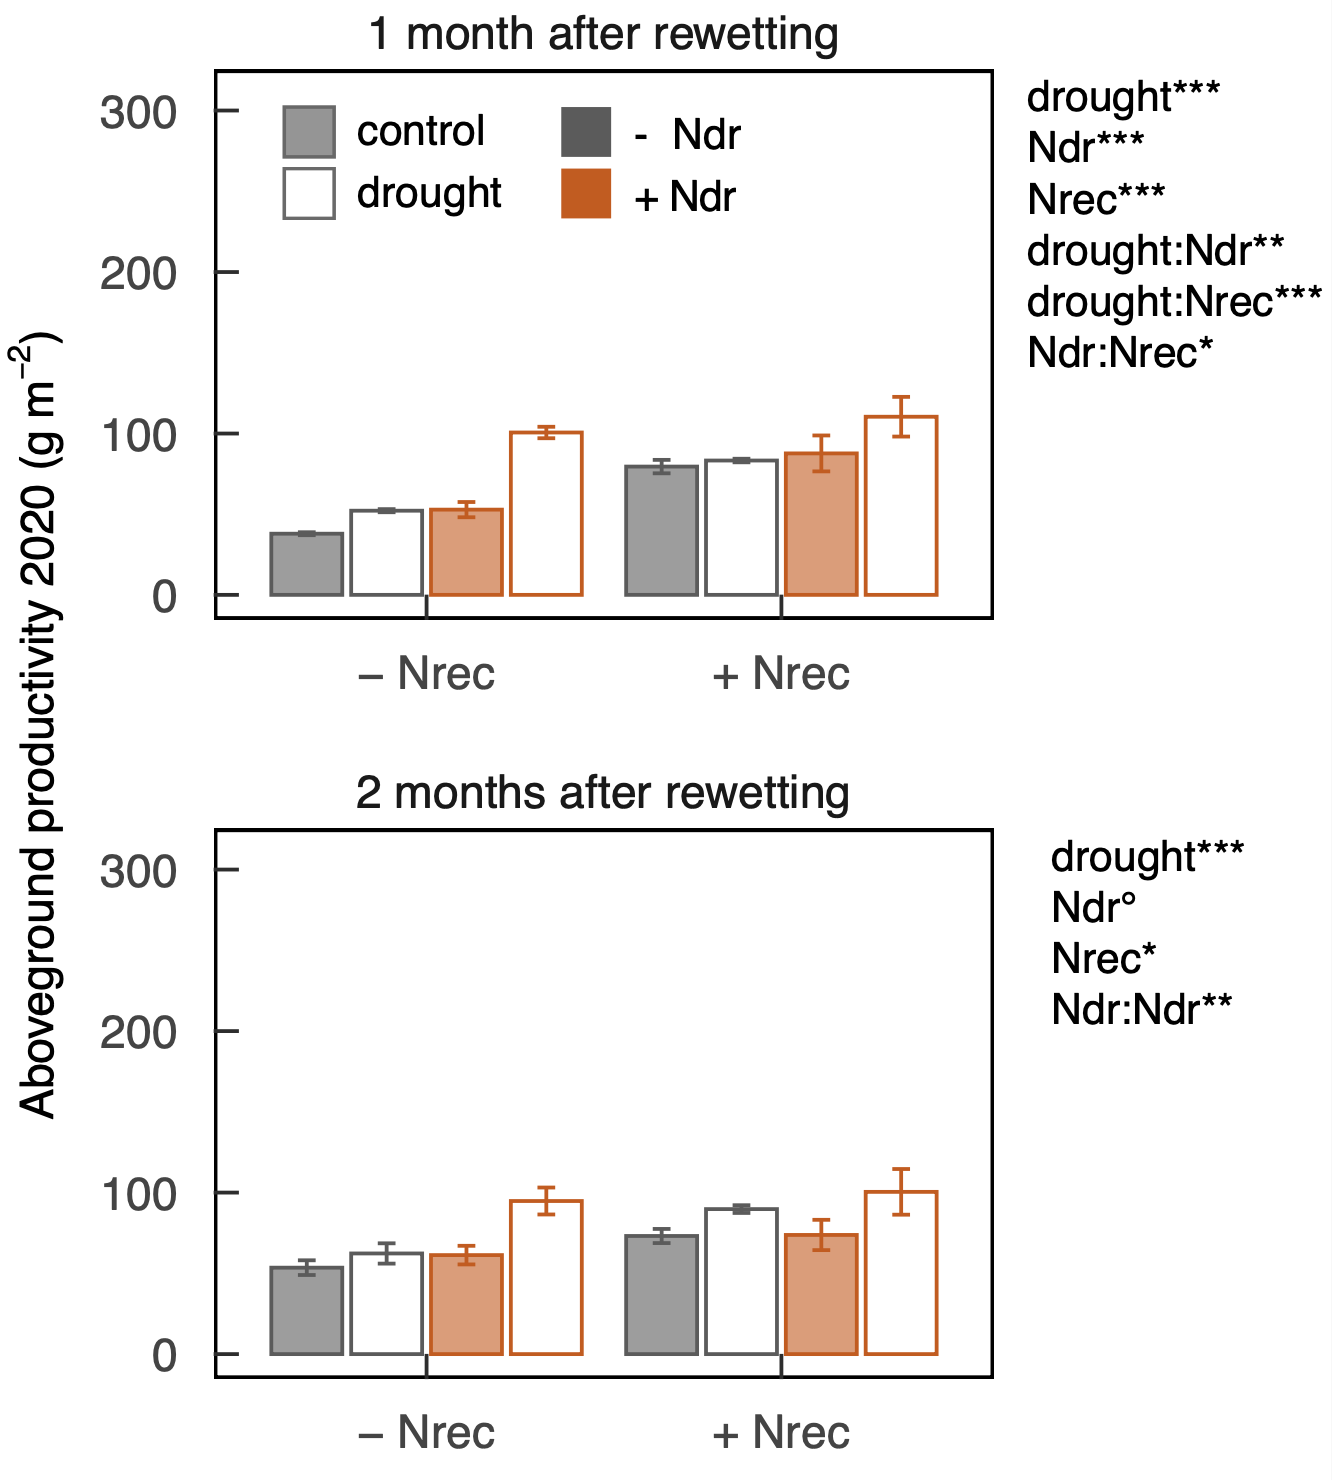 1 month after rewetting
300
200
100
0
control
drought
- Ndr
+ Ndr
– Nrec
+ Nrec
drought***
Ndr***
Nrec***
drought:Ndr**
drought:Nrec***
Ndr:Nrec*
Aboveground productivity 2020 (g m⁻²)
2 months after rewetting
300
200
100
0
– Nrec
+ Nrec
drought***
Ndr°
Nrec*
Ndr:Ndr**